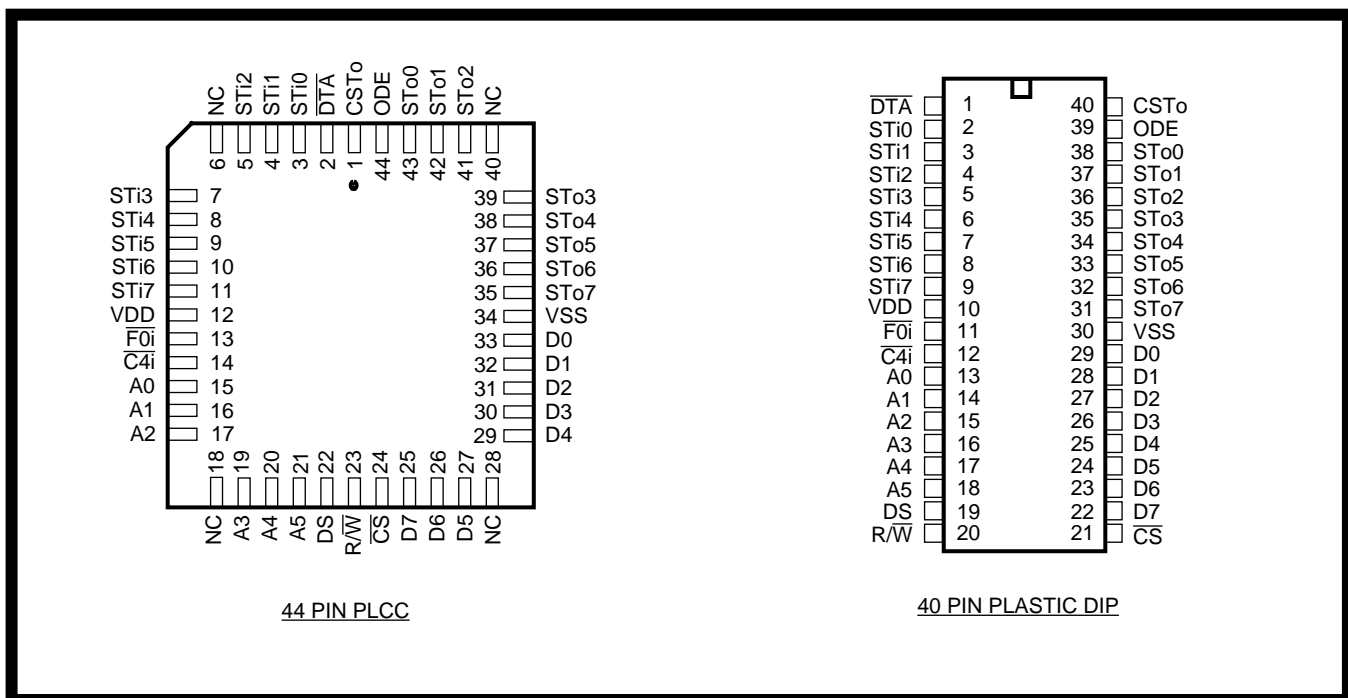 NC STi2 STi1 STi0 D̅T̅A̅ CSTo ODE STo0 STo1 STo2 NC
6 5 4 3 2 1 44 43 42 41 40
STi3 7 39 STo3
STi4 8 38 STo4
STi5 9 37 STo5
STi6 10 36 STo6
STi7 11 35 STo7
VDD 12 34 VSS
F̅0̅i̅ 13 33 D0
C̅4̅i̅ 14 32 D1
A0 15 31 D2
A1 16 30 D3
A2 17 29 D4
18 19 20 21 22 23 24 25 26 27 28
NC A3 A4 A5 DS R/W̅ C̅S̅ D7 D6 D5 NC
44 PIN PLCC
D̅T̅A̅ 1 40 CSTo
STi0 2 39 ODE
STi1 3 38 STo0
STi2 4 37 STo1
STi3 5 36 STo2
STi4 6 35 STo3
STi5 7 34 STo4
STi6 8 33 STo5
STi7 9 32 STo6
VDD 10 31 STo7
F̅0̅i̅ 11 30 VSS
C̅4̅i̅ 12 29 D0
A0 13 28 D1
A1 14 27 D2
A2 15 26 D3
A3 16 25 D4
A4 17 24 D5
A5 18 23 D6
DS 19 22 D7
R/W̅ 20 21 C̅S̅
40 PIN PLASTIC DIP